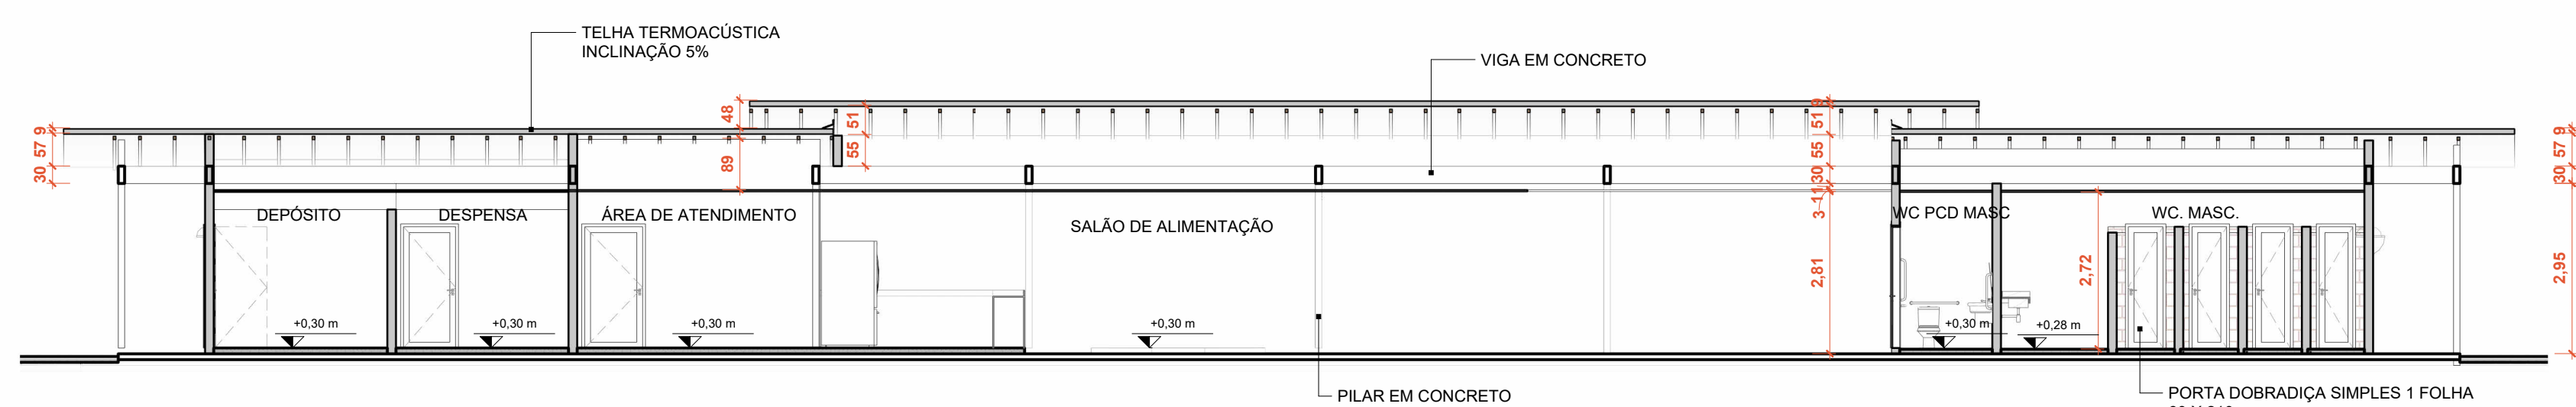 TELHA TERMOACÚSTICA
INCLINAÇÃO 5%
VIGA EM CONCRETO
48
51
9
51
9
57
30
89
55
55
30
11
3
9
57
30
DEPÓSITO
DESPENSA
ÁREA DE ATENDIMENTO
SALÃO DE ALIMENTAÇÃO
WC PCD MASC
WC. MASC.
2,81
2,72
2,95
+0,30 m
+0,30 m
+0,30 m
+0,30 m
+0,30 m
+0,28 m
PILAR EM CONCRETO
PORTA DOBRADIÇA SIMPLES 1 FOLHA